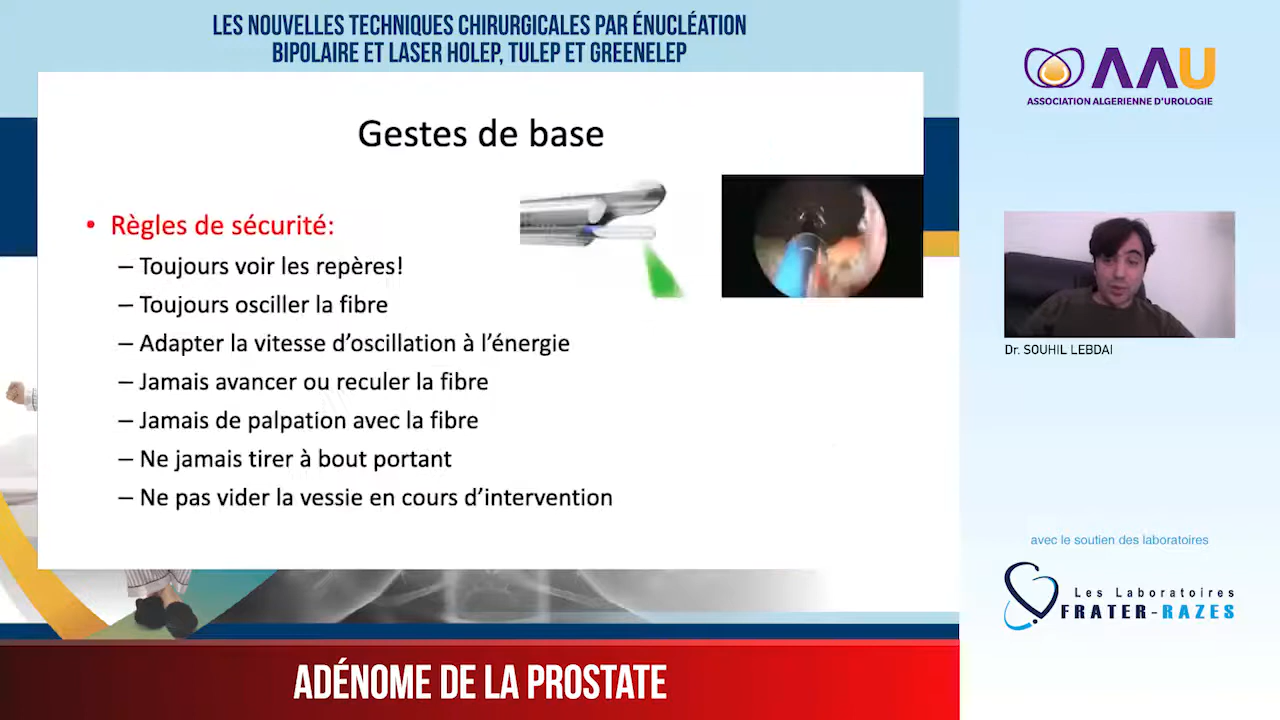 LES NOUVELLES TECHNIQUES CHIRURGICALES PAR ÉNUCLÉATION
BIPOLAIRE ET LASER HOLEP, TULEP ET GREENELEP
Gestes de base
• Règles de sécurité:
– Toujours voir les repères!
– Toujours osciller la fibre
– Adapter la vitesse d’oscillation à l’énergie
– Jamais avancer ou reculer la fibre
– Jamais de palpation avec la fibre
– Ne jamais tirer à bout portant
– Ne pas vider la vessie en cours d’intervention
ADÉNOME DE LA PROSTATE
AAU
ASSOCIATION ALGERIENNE D'UROLOGIE
Dr. SOUHIL LEBDAI
avec le soutien des laboratoires
Les Laboratoires
FRATER-RAZES